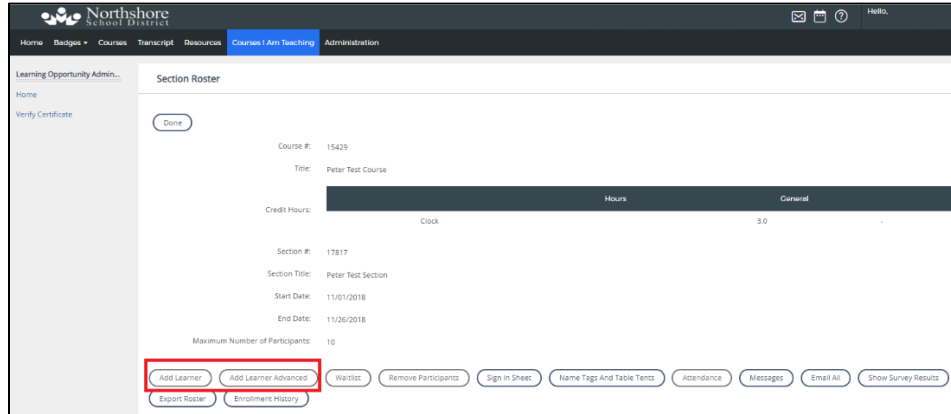 Northshore
School District
Hello,
Home Badges Courses Transcript Resources Courses I Am Teaching Administration
Learning Opportunity Admin...
Home
Verify Certificate
Section Roster
Done
Course #: 15429
Title: Peter Test Course
Credit Hours:
Hours General
Clock 3.0 -
Section #: 17817
Section Title: Peter Test Section
Start Date: 11/01/2018
End Date: 11/26/2018
Maximum Number of Participants: 10
Add Learner Add Learner Advanced Waitlist Remove Participants Sign In Sheet Name Tags And Table Tents Attendance Messages Email All Show Survey Results
Export Roster Enrollment History